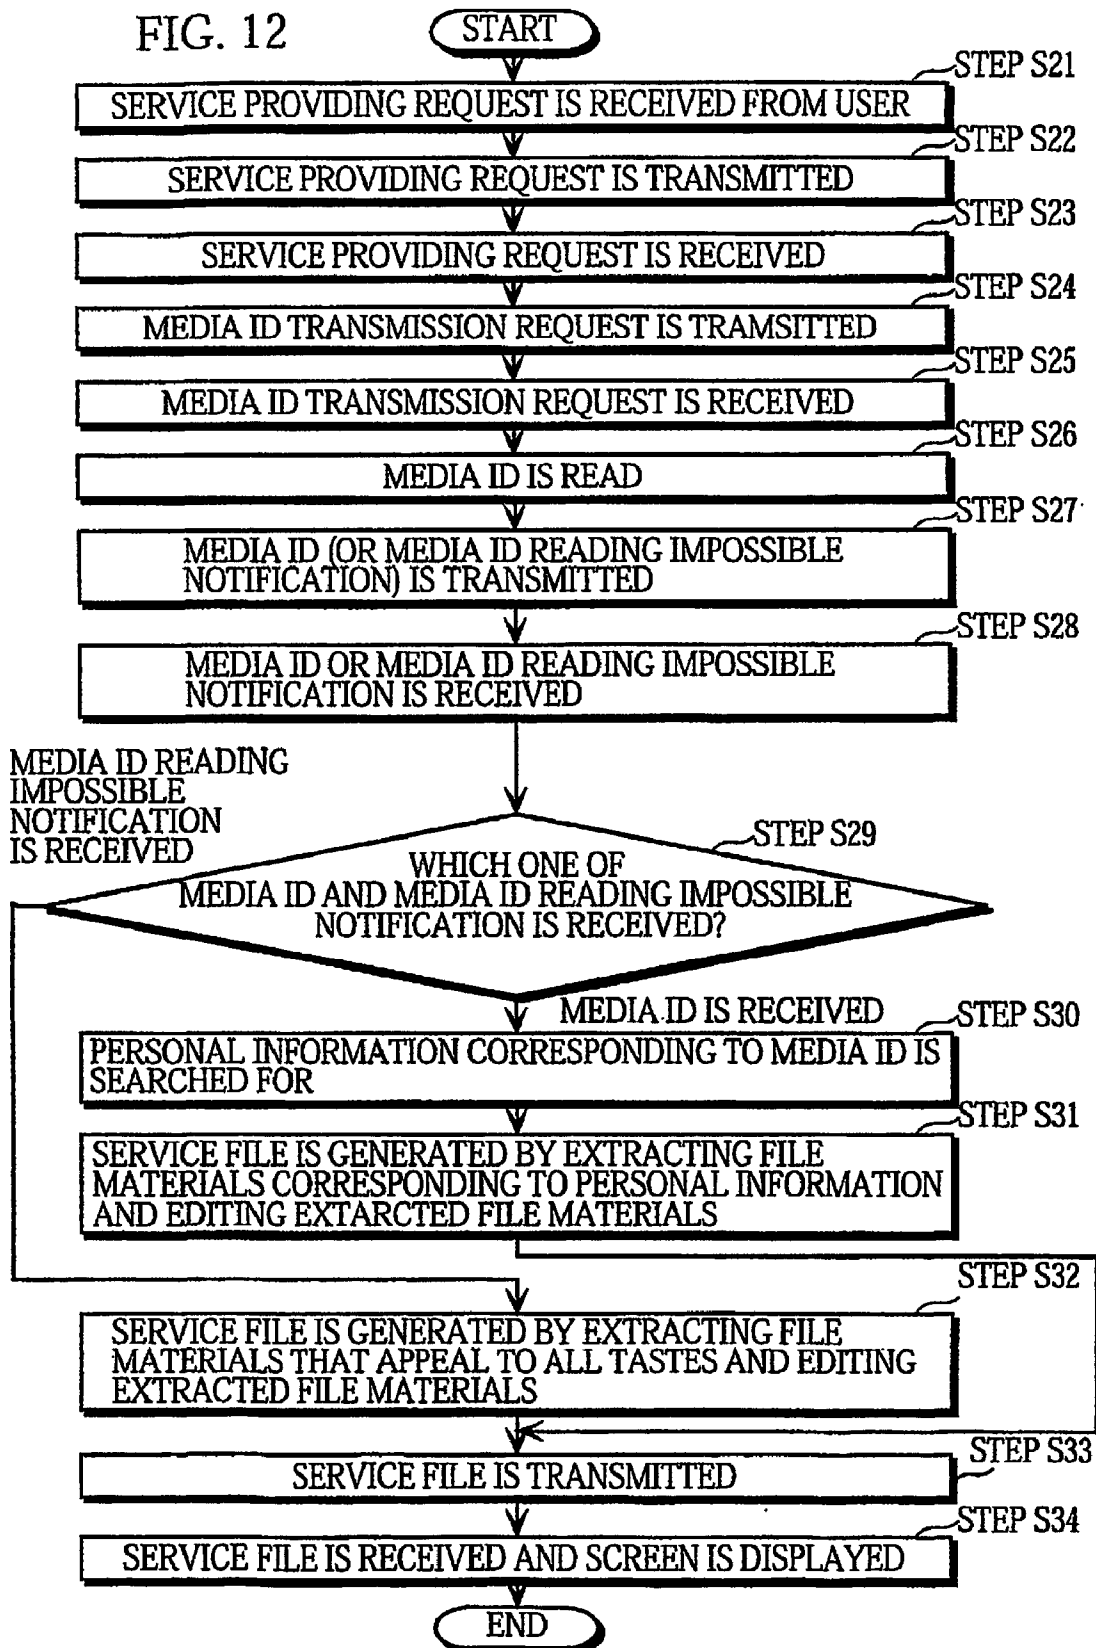 FIG. 12
START
STEP S21
SERVICE PROVIDING REQUEST IS RECEIVED FROM USER
STEP S22
SERVICE PROVIDING REQUEST IS TRANSMITTED
STEP S23
SERVICE PROVIDING REQUEST IS RECEIVED
STEP S24
MEDIA ID TRANSMISSION REQUEST IS TRAMSITTED
STEP S25
MEDIA ID TRANSMISSION REQUEST IS RECEIVED
STEP S26
MEDIA ID IS READ
STEP S27
MEDIA ID (OR MEDIA ID READING IMPOSSIBLE
NOTIFICATION) IS TRANSMITTED
STEP S28
MEDIA ID OR MEDIA ID READING IMPOSSIBLE
NOTIFICATION IS RECEIVED
MEDIA ID READING
IMPOSSIBLE
NOTIFICATION
IS RECEIVED
STEP S29
WHICH ONE OF
MEDIA ID AND MEDIA ID READING IMPOSSIBLE
NOTIFICATION IS RECEIVED?
MEDIA ID IS RECEIVED
STEP S30
PERSONAL INFORMATION CORRESPONDING TO MEDIA ID IS
SEARCHED FOR
STEP S31
SERVICE FILE IS GENERATED BY EXTRACTING FILE
MATERIALS CORRESPONDING TO PERSONAL INFORMATION
AND EDITING EXTARCTED FILE MATERIALS
STEP S32
SERVICE FILE IS GENERATED BY EXTRACTING FILE
MATERIALS THAT APPEAL TO ALL TASTES AND EDITING
EXTRACTED FILE MATERIALS
STEP S33
SERVICE FILE IS TRANSMITTED
STEP S34
SERVICE FILE IS RECEIVED AND SCREEN IS DISPLAYED
END